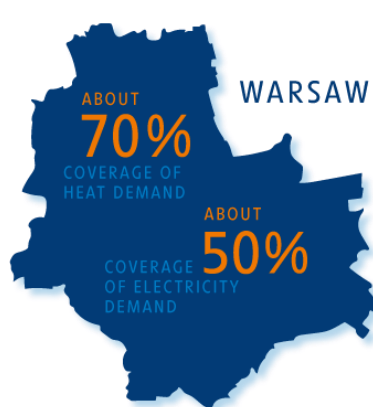 WARSAW
ABOUT
70%
COVERAGE OF
HEAT DEMAND
ABOUT
50%
COVERAGE
OF ELECTRICITY
DEMAND